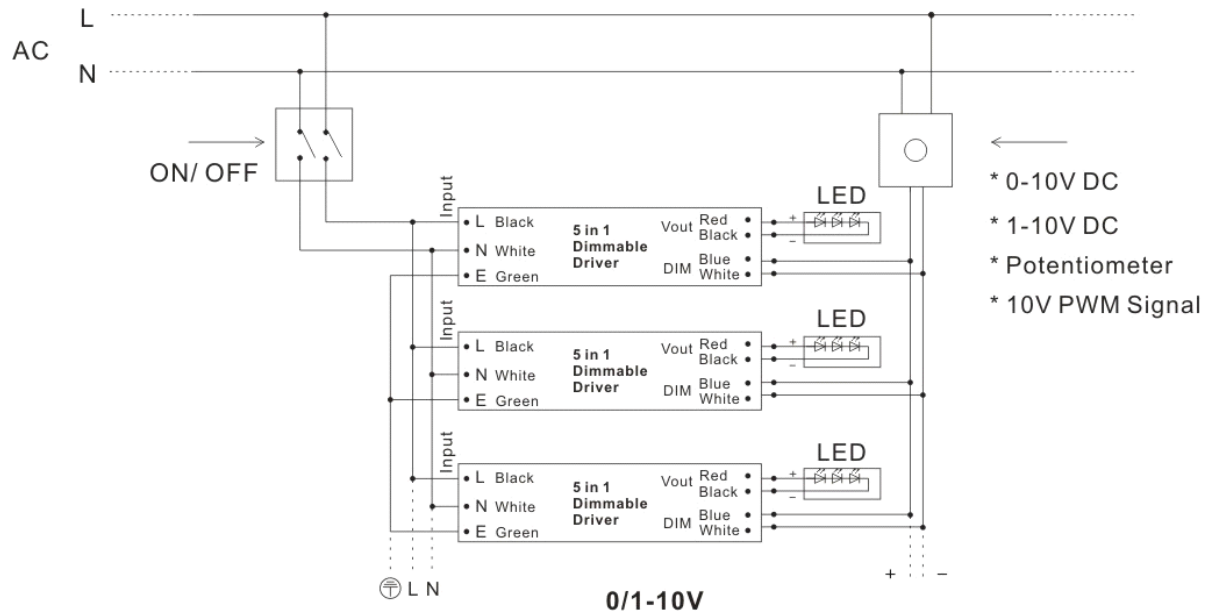 L
AC
N
ON/ OFF
* 0-10V DC
* 1-10V DC
* Potentiometer
* 10V PWM Signal
Input
L Black
N White
E Green
5 in 1
Dimmable
Driver
Vout Red
Black
DIM Blue
White
LED
+
–
Input
L Black
N White
E Green
5 in 1
Dimmable
Driver
Vout Red
Black
DIM Blue
White
LED
+
–
Input
L Black
N White
E Green
5 in 1
Dimmable
Driver
Vout Red
Black
DIM Blue
White
LED
+
–
L N
+ –
0/1-10V